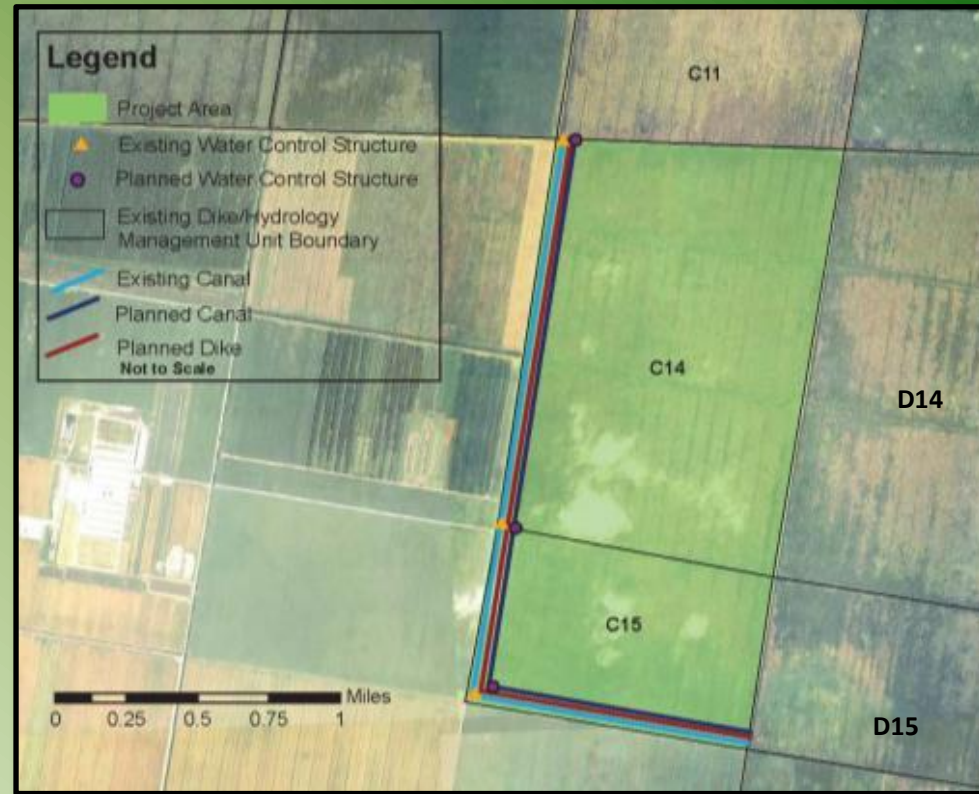 Legend
Project Area
Existing Water Control Structure
Planned Water Control Structure
Existing Dike/Hydrology
Management Unit Boundary
Existing Canal
Planned Canal
Planned Dike
Not to Scale
C11
C14
D14
C15
D15
Miles
0 0.25 0.5 0.75 1